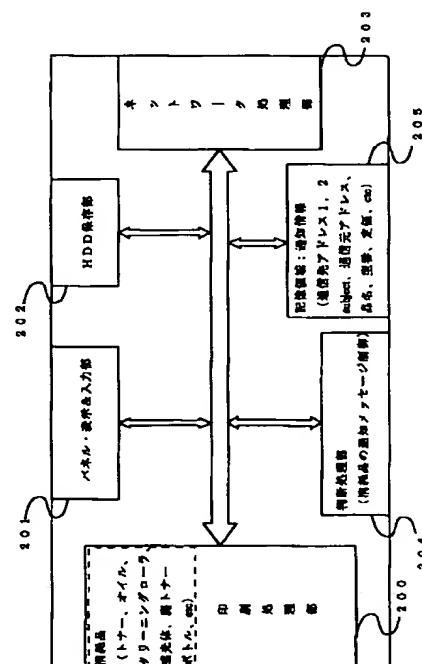 203
ネットワーク処理部
202
HDD保存部
205
記憶情報：通知情報
（通信先アドレス1、2
subject、通信元アドレス、
品名、型番、定価、etc）
201
パネル・表示＆入力部
判断処理部
（消耗品の通知メッセージ制御）
204
消耗品
（トナー、オイル、
クリーニングローラ、
感光体、廃トナー
ボトル、etc）
印刷処理部
200